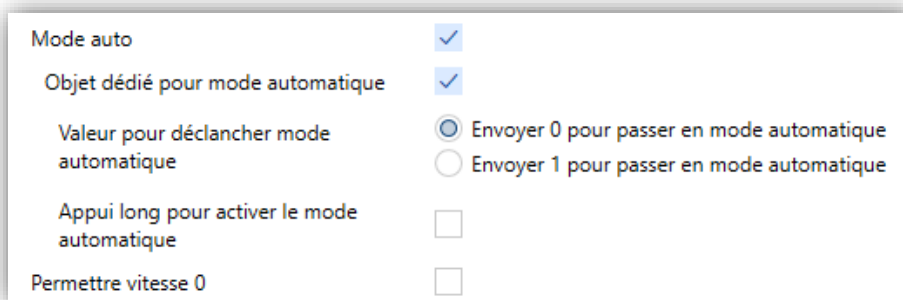 Mode auto
Objet dédié pour mode automatique
Valeur pour déclancher mode
automatique
Envoyer 0 pour passer en mode automatique
Envoyer 1 pour passer en mode automatique
Appui long pour activer le mode
automatique
Permettre vitesse 0